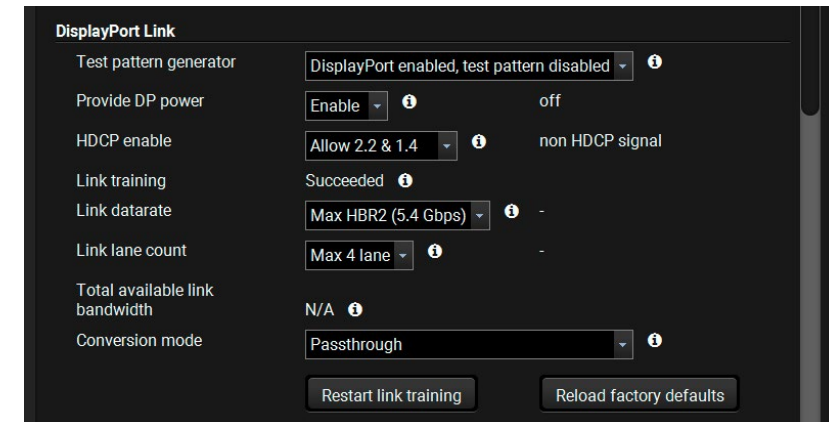 DisplayPort Link
Test pattern generator DisplayPort enabled, test pattern disabled
Provide DP power Enable off
HDCP enable Allow 2.2 & 1.4 non HDCP signal
Link training Succeeded
Link datarate Max HBR2 (5.4 Gbps) -
Link lane count Max 4 lane -
Total available link
bandwidth N/A
Conversion mode Passthrough
Restart link training Reload factory defaults